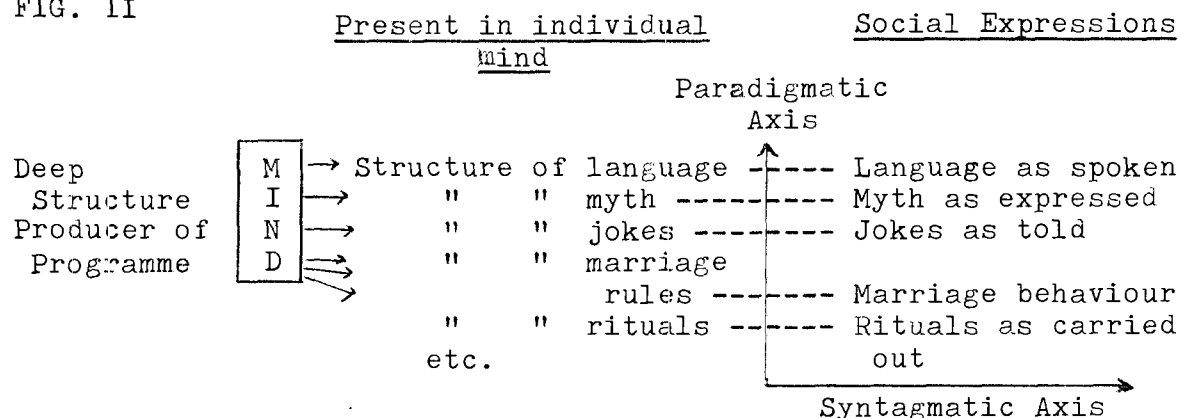 FIG. II
Present in individual mind
Social Expressions
Paradigmatic
Axis
Deep M Structure of language ----- Language as spoken
Structure I " " myth --------- Myth as expressed
Producer of N " " jokes -------- Jokes as told
Programme D " " marriage
rules ------- Marriage behaviour
" " rituals ------ Rituals as carried
etc. out
Syntagmatic Axis